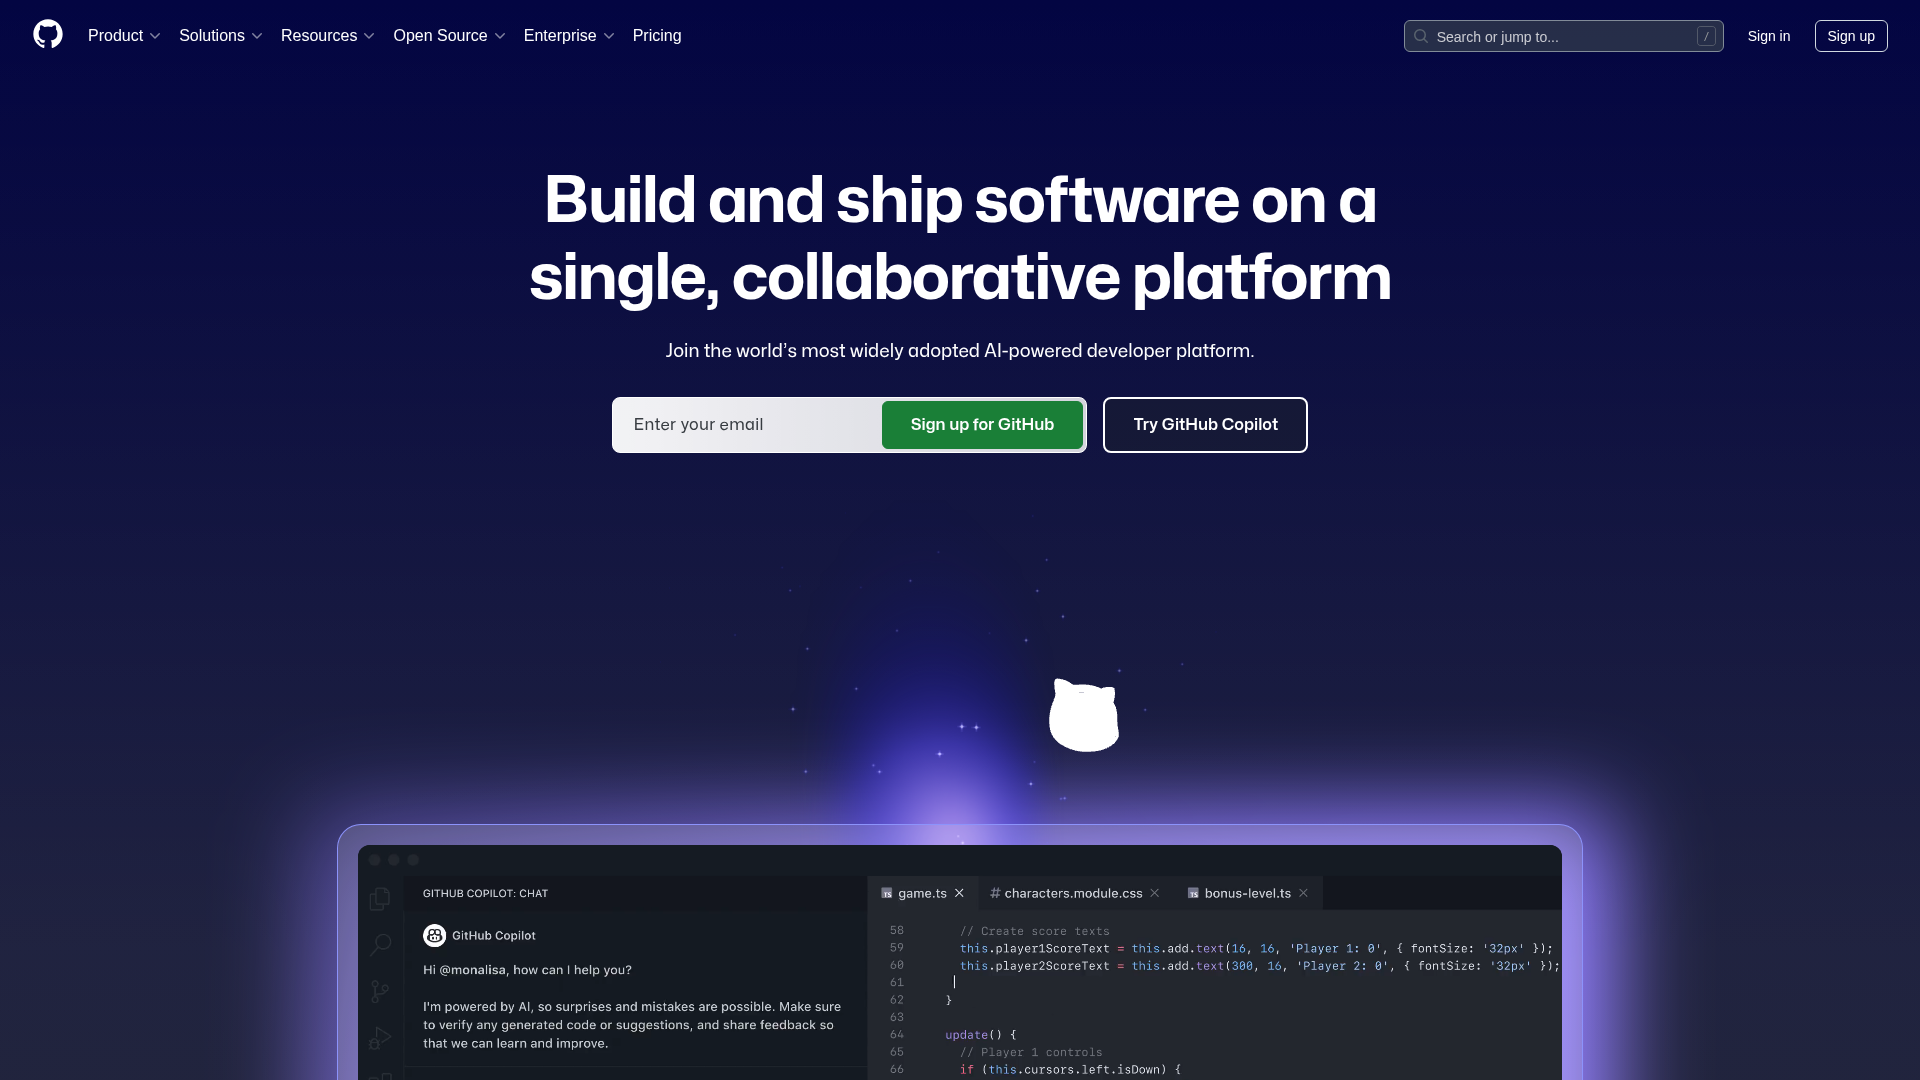 Product
Solutions
Resources
Open Source
Enterprise
Pricing
Search or jump to...
/
Sign in
Sign up
Build and ship software on a
single, collaborative platform
Join the world’s most widely adopted AI-powered developer platform.
Enter your email
Sign up for GitHub
Try GitHub Copilot
GITHUB COPILOT: CHAT
GitHub Copilot
Hi @monalisa, how can I help you?
I'm powered by AI, so surprises and mistakes are possible. Make sure
to verify any generated code or suggestions, and share feedback so
that we can learn and improve.
TS game.ts
# characters.module.css
TS bonus-level.ts
58 // Create score texts
59 this.player1ScoreText = this.add.text(16, 16, 'Player 1: 0', { fontSize: '32px' });
60 this.player2ScoreText = this.add.text(300, 16, 'Player 2: 0', { fontSize: '32px' });
61
62 }
63
64 update() {
65 // Player 1 controls
66 if (this.cursors.left.isDown) {